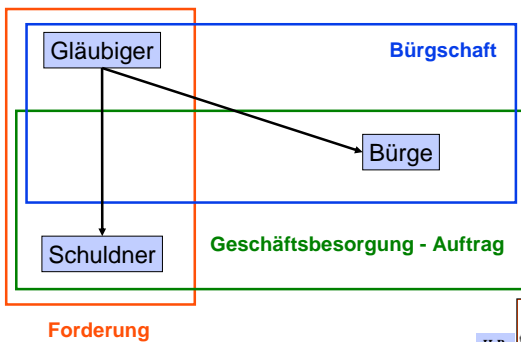 Gläubiger
Bürgschaft
Bürge
Schuldner
Geschäftsbesorgung - Auftrag
Forderung